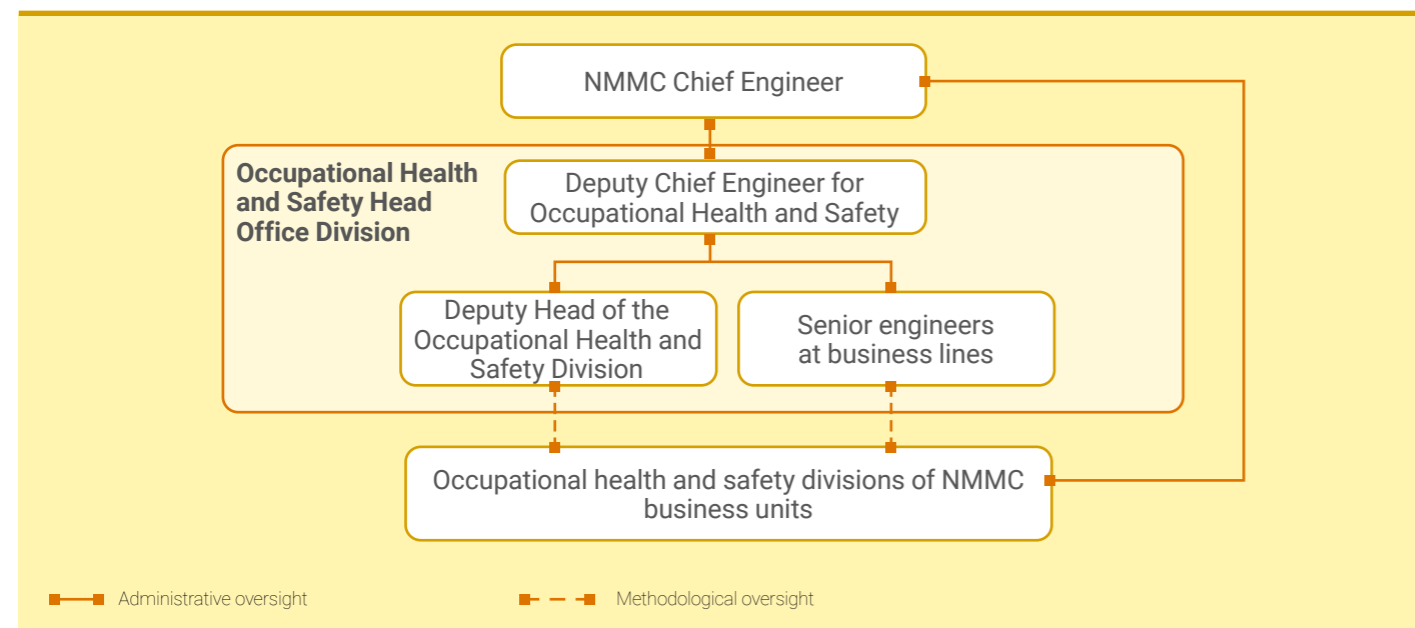 NMMC Chief Engineer
Occupational Health
and Safety Head
Office Division
Deputy Chief Engineer for
Occupational Health and Safety
Deputy Head of the
Occupational Health and
Safety Division
Senior engineers
at business lines
Occupational health and safety divisions of NMMC
business units
Administrative oversight
Methodological oversight